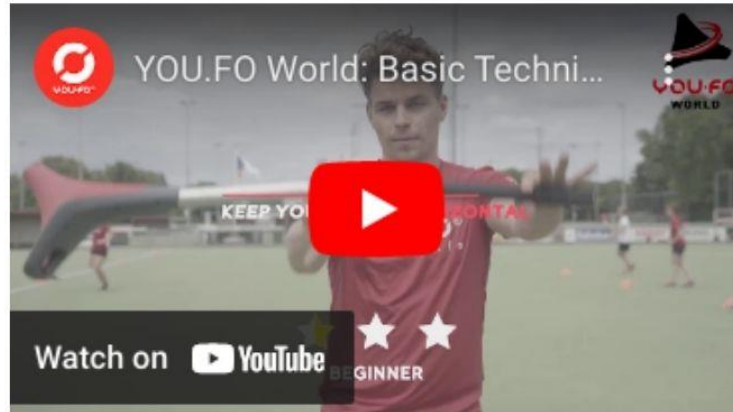 YOU.FO World: Basic Techni...
YOU·FO
YOU·FO
WORLD
KEEP YO
ONTAL
Watch on YouTube
BEGINNER